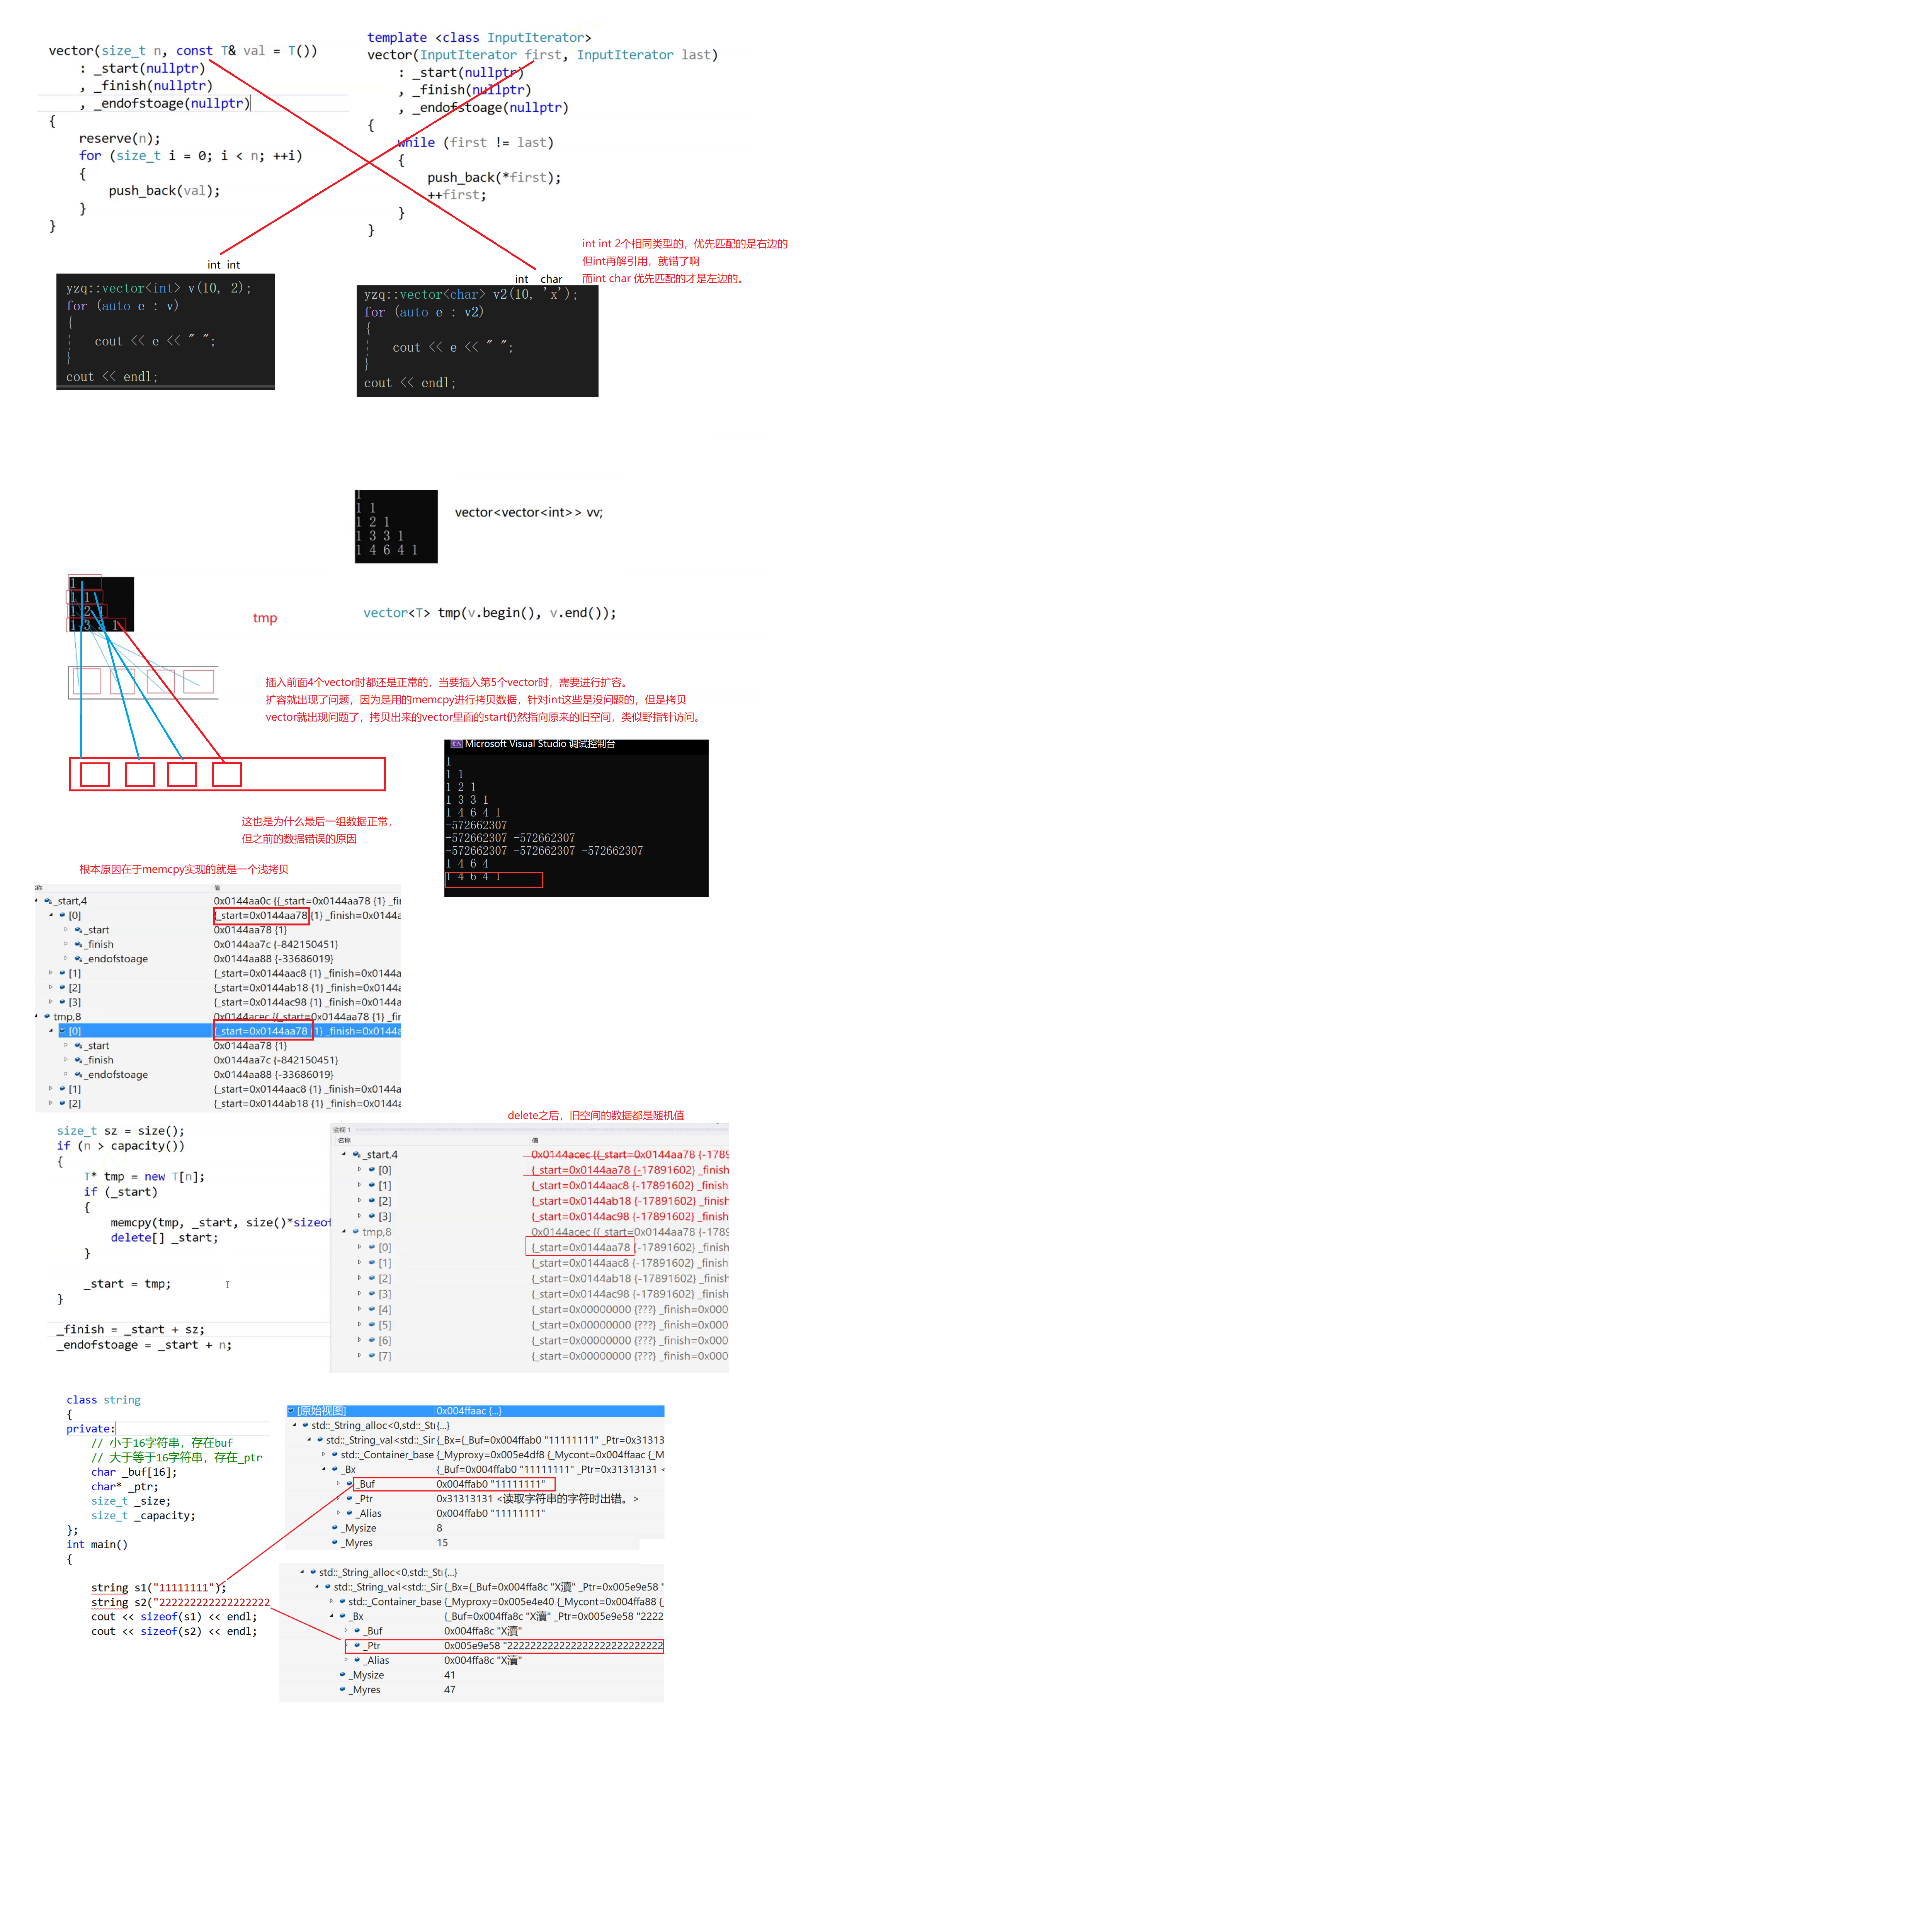 vector(size_t n, const T& val = T())
: _start(nullptr)
, _finish(nullptr)
, _endofstoage(nullptr)
{
reserve(n);
for (size_t i = 0; i < n; ++i)
{
push_back(val);
}
}
template <class InputIterator>
vector(InputIterator first, InputIterator last)
: _start(nullptr)
, _finish(nullptr)
, _endofstoage(nullptr)
{
while (first != last)
{
push_back(*first);
++first;
}
}
int int 2个相同类型的，优先匹配的是右边的
但int再解引用，就错了啊
而int char 优先匹配的才是左边的。
int int
yzq::vector<int> v(10, 2);
for (auto e : v)
{
cout << e << " ";
}
cout << endl;
int char
yzq::vector<char> v2(10, 'x');
for (auto e : v2)
{
cout << e << " ";
}
cout << endl;
1
1 1
1 2 1
1 3 3 1
1 4 6 4 1
vector<vector<int>> vv;
1
1 1
1 2 1
1 3 3 1
tmp
vector<T> tmp(v.begin(), v.end());
插入前面4个vector时都还是正常的，当要插入第5个vector时，需要进行扩容。
扩容就出现了问题，因为是用的memcpy进行拷贝数据，针对int这些是没问题的，但是拷贝
vector就出现问题了，拷贝出来的vector里面的start仍然指向原来的旧空间，类似野指针访问。
Microsoft Visual Studio 调试控制台
1
1 1
1 2 1
1 3 3 1
1 4 6 4 1
-572662307
-572662307 -572662307
-572662307 -572662307 -572662307
1 4 6 4
1 4 6 4 1
这也是为什么最后一组数据正常，
但之前的数据错误的原因
根本原因在于memcpy实现的就是一个浅拷贝
称 值
_start,4 0x0144aa0c {{_start=0x0144aa78 {1} _fi
[0] {_start=0x0144aa78 {1} _finish=0x0144a
_start 0x0144aa78 {1}
_finish 0x0144aa7c {-842150451}
_endofstoage 0x0144aa88 {-33686019}
[1] {_start=0x0144aac8 {1} _finish=0x0144a
[2] {_start=0x0144ab18 {1} _finish=0x0144a
[3] {_start=0x0144ac98 {1} _finish=0x0144a
tmp,8 0x0144acec {{_start=0x0144aa78 {1} _fir
[0] {_start=0x0144aa78 {1} _finish=0x0144a
_start 0x0144aa78 {1}
_finish 0x0144aa7c {-842150451}
_endofstoage 0x0144aa88 {-33686019}
[1] {_start=0x0144aac8 {1} _finish=0x0144a
[2] {_start=0x0144ab18 {1} _finish=0x0144a
delete之后，旧空间的数据都是随机值
size_t sz = size();
if (n > capacity())
{
T* tmp = new T[n];
if (_start)
{
memcpy(tmp, _start, size()*sizeof
delete[] _start;
}
_start = tmp;
}
_finish = _start + sz;
_endofstoage = _start + n;
监视 1
名称 值
_start,4 0x0144acec {{_start=0x0144aa78 {-1789
[0] {_start=0x0144aa78 {-17891602} _finish
[1] {_start=0x0144aac8 {-17891602} _finish
[2] {_start=0x0144ab18 {-17891602} _finish
[3] {_start=0x0144ac98 {-17891602} _finish
tmp,8 0x0144acec {{_start=0x0144aa78 {-1789
[0] {_start=0x0144aa78 {-17891602} _finish
[1] {_start=0x0144aac8 {-17891602} _finish
[2] {_start=0x0144ab18 {-17891602} _finish
[3] {_start=0x0144ac98 {-17891602} _finish
[4] {_start=0x00000000 {???} _finish=0x000
[5] {_start=0x00000000 {???} _finish=0x000
[6] {_start=0x00000000 {???} _finish=0x000
[7] {_start=0x00000000 {???} _finish=0x000
class string
{
private:
// 小于16字符串，存在buf
// 大于等于16字符串，存在_ptr
char _buf[16];
char* _ptr;
size_t _size;
size_t _capacity;
};
int main()
{
string s1("11111111");
string s2("222222222222222222
cout << sizeof(s1) << endl;
cout << sizeof(s2) << endl;
[原始视图] 0x004ffaac {...}
std::_String_alloc<0,std::_Sti {...}
std::_String_val<std::_Sir {_Bx={_Buf=0x004ffab0 "11111111" _Ptr=0x31313
std::_Container_base {_Myproxy=0x005e4df8 {_Mycont=0x004ffaac {_M
_Bx {_Buf=0x004ffab0 "11111111" _Ptr=0x31313131 <
_Buf 0x004ffab0 "11111111"
_Ptr 0x31313131 <读取字符串的字符时出错。>
_Alias 0x004ffab0 "11111111"
_Mysize 8
_Myres 15
std::_String_alloc<0,std::_Sti {...}
std::_String_val<std::_Sir {_Bx={_Buf=0x004ffa8c "X瀆" _Ptr=0x005e9e58 "
std::_Container_base {_Myproxy=0x005e4e40 {_Mycont=0x004ffa88 {_
_Bx {_Buf=0x004ffa8c "X瀆" _Ptr=0x005e9e58 "2222
_Buf 0x004ffa8c "X瀆"
_Ptr 0x005e9e58 "22222222222222222222222222
_Alias 0x004ffa8c "X瀆"
_Mysize 41
_Myres 47